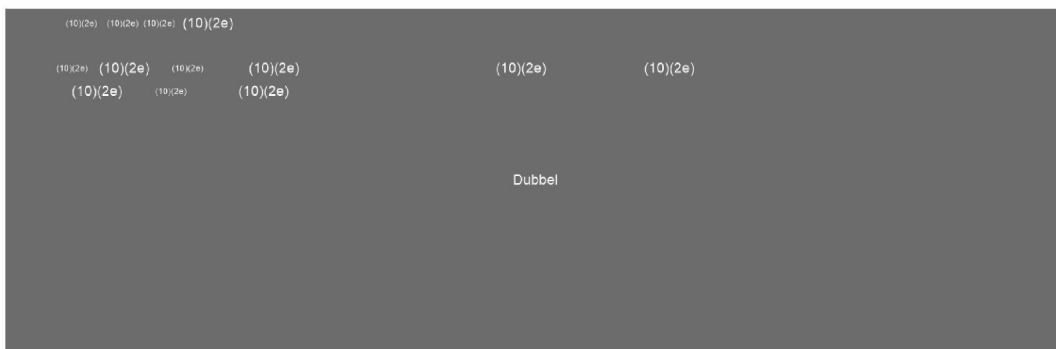 (10)(2e) (10)(2e) (10)(2e) (10)(2e)
(10)(2e) (10)(2e) (10)(2e) (10)(2e) (10)(2e) (10)(2e)
(10)(2e) (10)(2e) (10)(2e)
Dubbel